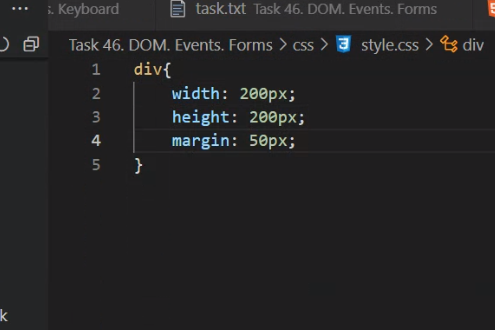 ··· s. Keyboard task.txt Task 46. DOM. Events. Forms
Task 46. DOM. Events. Forms > css > style.css > div
1 div{
2 width: 200px;
3 height: 200px;
4 margin: 50px;
5 }
k